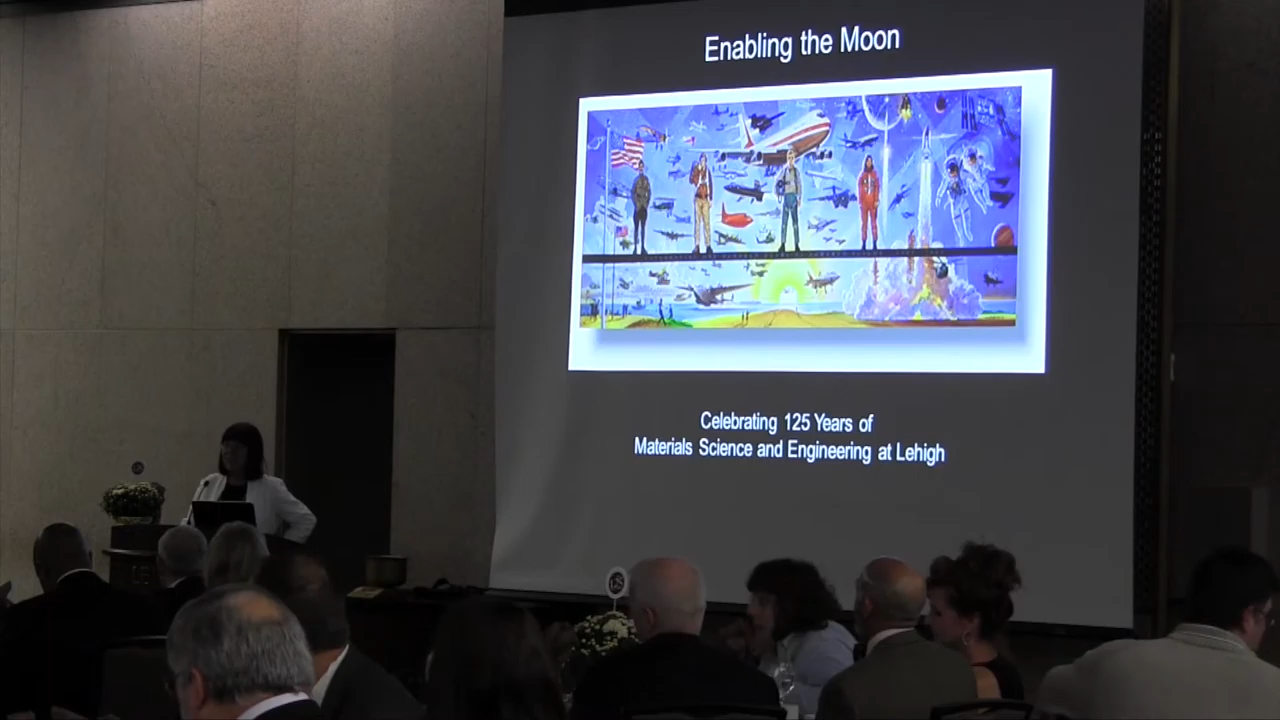 Enabling the Moon
Celebrating 125 Years of
Materials Science and Engineering at Lehigh